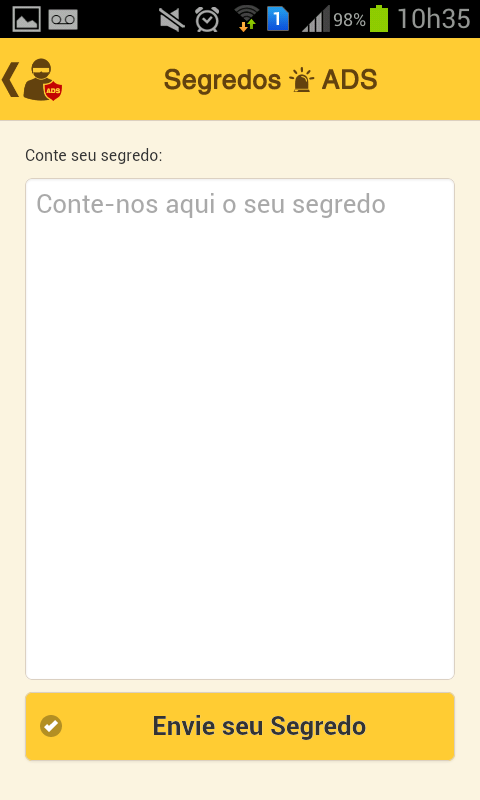 1 98% 10h35
ADS Segredos ADS
Conte seu segredo:
Conte-nos aqui o seu segredo
Envie seu Segredo